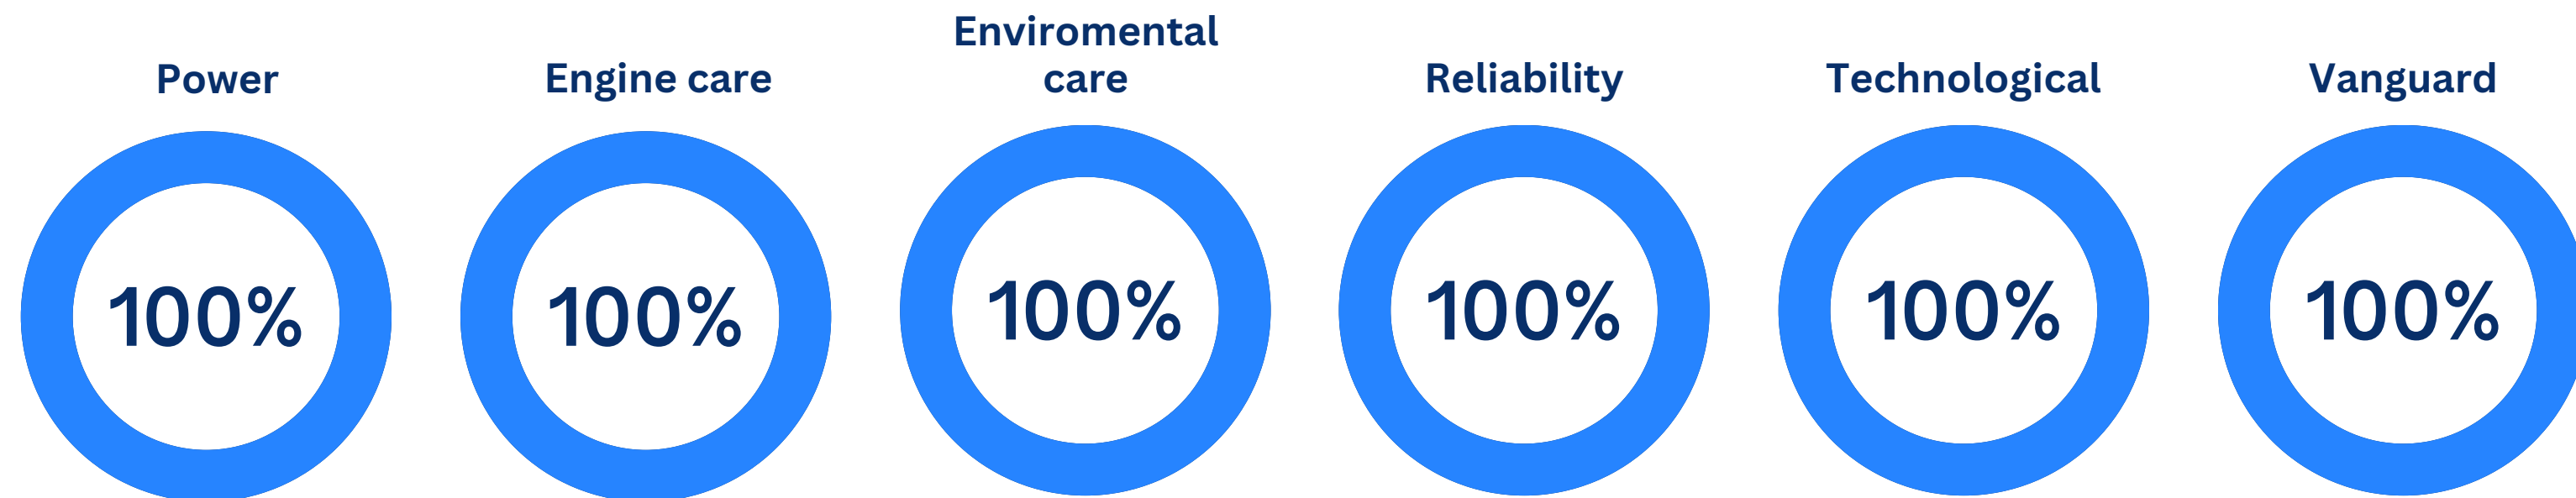 Power
100%
Engine care
100%
Enviromental
care
100%
Reliability
100%
Technological
100%
Vanguard
100%